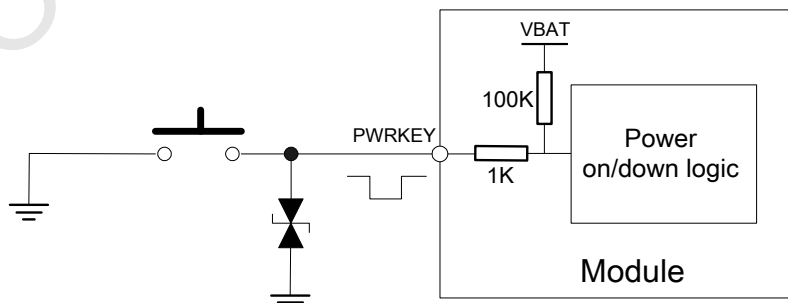 VBAT
100K
PWRKEY
1K
Power
on/down logic
Module